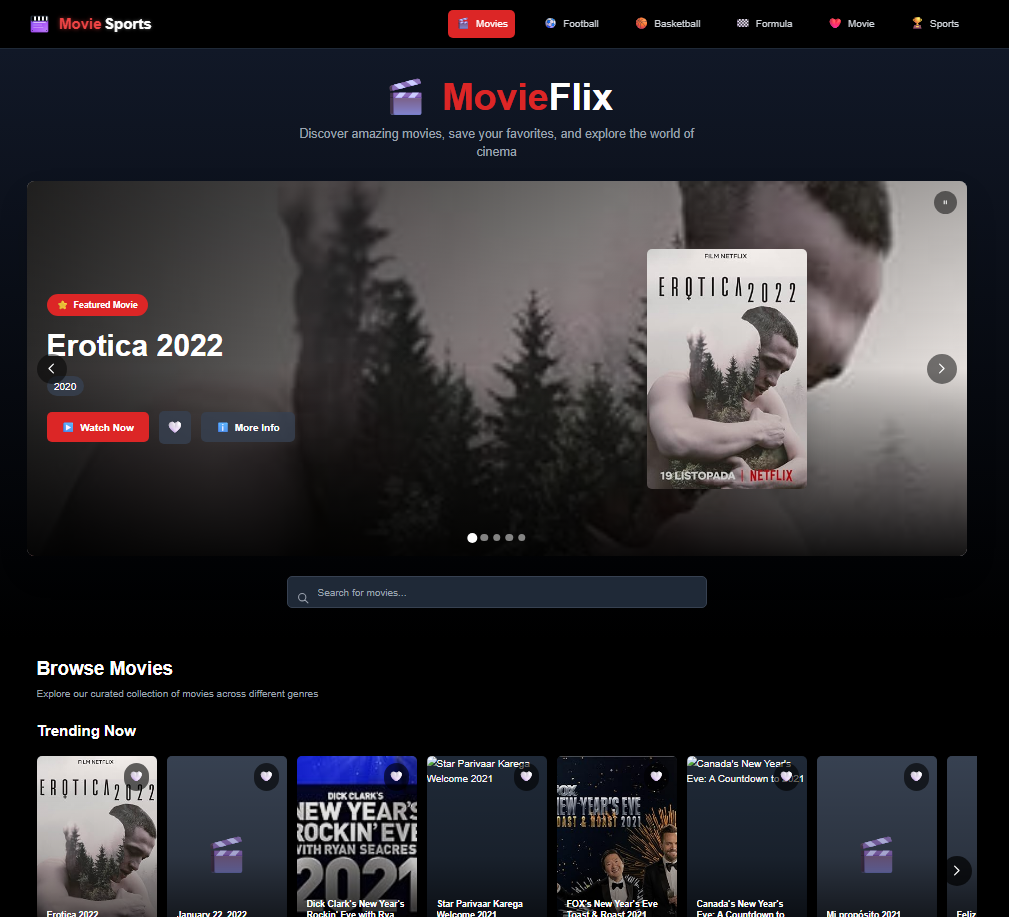 Movie Sports
Movies
Football
Basketball
Formula
Movie
Sports
MovieFlix
Discover amazing movies, save your favorites, and explore the world of
cinema
Featured Movie
Erotica 2022
2020
Watch Now
More Info
FILM NETFLIX
EROTICA 2022
19 LISTOPADA | NETFLIX
Search for movies...
Browse Movies
Explore our curated collection of movies across different genres
Trending Now
FILM NETFLIX
EROTICA 2022
Erotica 2022
January 22, 2022
DICK CLARK'S
NEW YEAR'S
ROCKIN' EVE
WITH RYAN SEACRES
2021
Dick Clark's New Year's
Rockin' Eve with Rya
Star Parivaar Karega
Welcome 2021
Star Parivaar Karega
Welcome 2021
FOX
NEW YEAR'S EVE
TOAST & ROAST 2021
FOX's New Year's Eve
Toast & Roast 2021
Canada's New Year's
Eve: A Countdown to 2021
Canada's New Year's
Eve: A Countdown to
Mi propósito 2021
Feliz